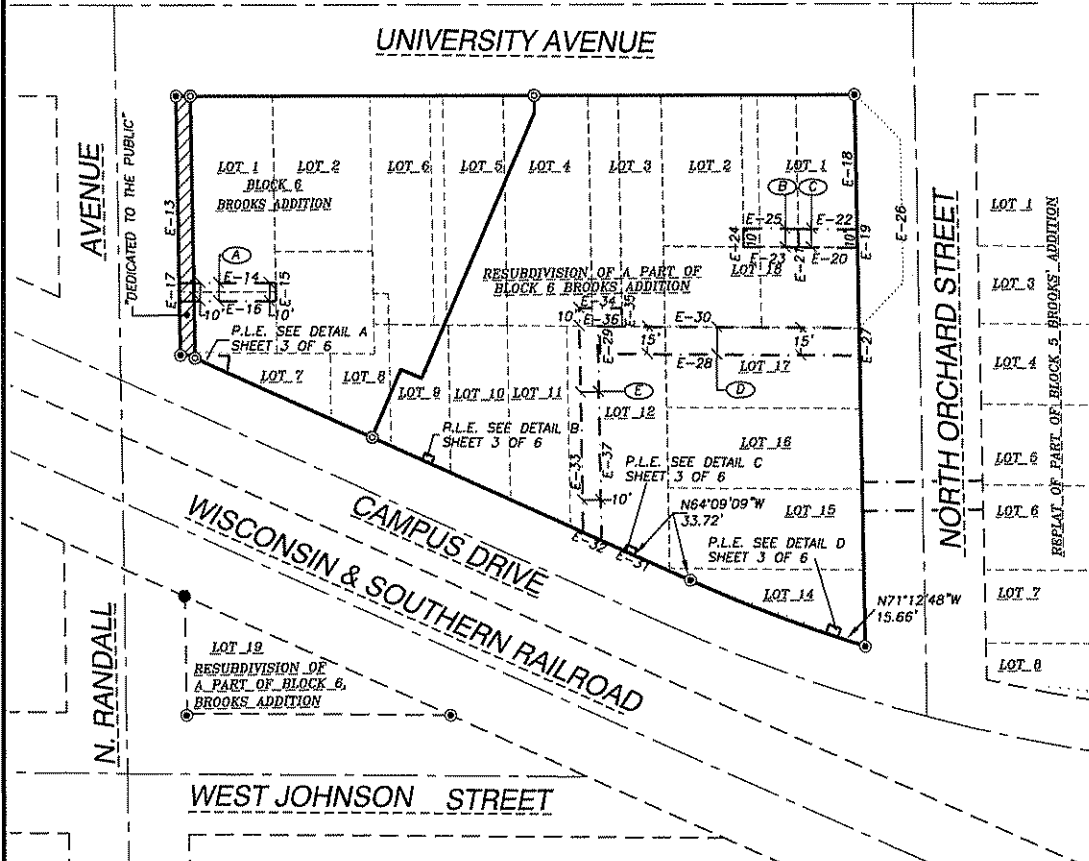 UNIVERSITY AVENUE
AVENUE
"DEDICATED TO THE PUBLIC"
E-13
LOT 1
LOT 2
LOT 6
LOT 5
LOT 4
LOT 3
LOT 2
LOT 1
BLOCK 6
BROOKS ADDITION
E-18
B
C
E-25
E-22
E-24
10'
10'
E-19
E-26
E-23
E-21
E-20
LOT 18
A
E-14
E-15
E-17
E-16
10'
10'
RESUBDIVISION OF A PART OF
BLOCK 6 BROOKS ADDITION
E-34
E-35
10'
E-36
E-30
15'
15'
E-29
E-28
E-27
LOT 17
P.L.E. SEE DETAIL A
SHEET 3 OF 6
LOT 7
LOT 8
LOT 9
LOT 10
LOT 11
E
D
LOT 12
P.L.E. SEE DETAIL B
SHEET 3 OF 6
LOT 16
E-33
E-37
P.L.E. SEE DETAIL C
SHEET 3 OF 6
10'
N64°09'09"W
33.72'
LOT 15
E-32
E-31
P.L.E. SEE DETAIL D
SHEET 3 OF 6
LOT 14
N71°12'48"W
15.66'
NORTH ORCHARD STREET
LOT 1
LOT 3
LOT 4
LOT 5
LOT 6
LOT 7
LOT 8
REPLAT OF PART OF BLOCK 5 BROOKS' ADDITION
CAMPUS DRIVE
WISCONSIN & SOUTHERN RAILROAD
N. RANDALL
LOT 19
RESUBDIVISION OF
A PART OF BLOCK 6,
BROOKS ADDITION
WEST JOHNSON STREET